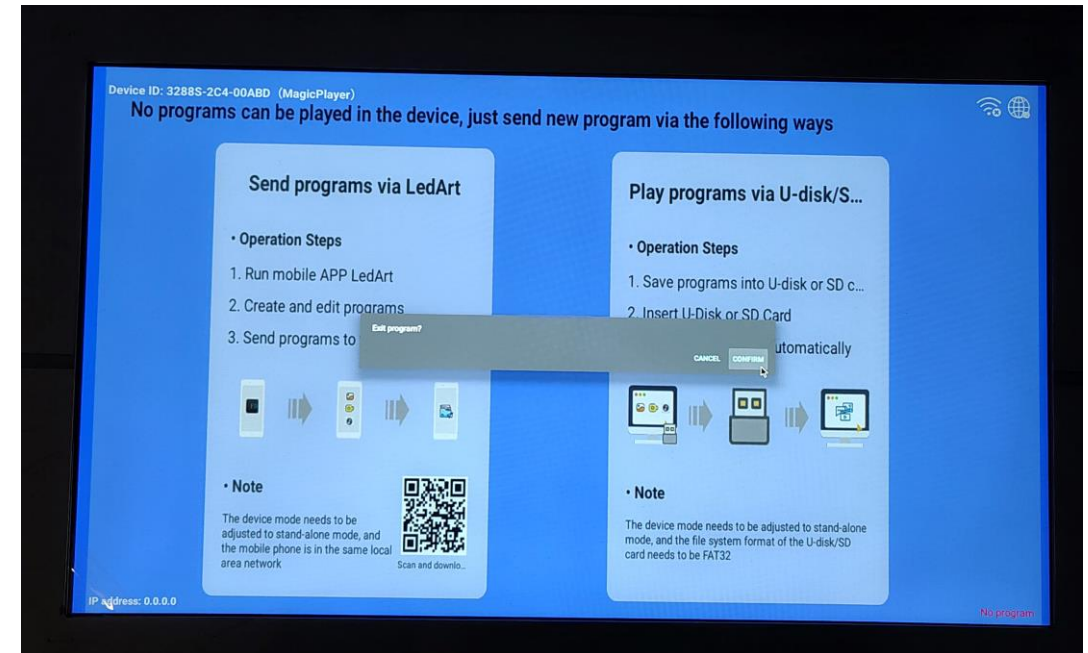 Device ID: 3288S-2C4-00ABD (MagicPlayer)
No programs can be played in the device, just send new program via the following ways
Send programs via LedArt
• Operation Steps
1. Run mobile APP LedArt
2. Create and edit programs
3. Send programs to
• Note
The device mode needs to be
adjusted to stand-alone mode, and
the mobile phone is in the same local
area network
Scan and downlo...
Play programs via U-disk/S...
• Operation Steps
1. Save programs into U-disk or SD c...
2. Insert U-Disk or SD Card
utomatically
• Note
The device mode needs to be adjusted to stand-alone
mode, and the file system format of the U-disk/SD
card needs to be FAT32
Exit program?
CANCEL CONFIRM
IP address: 0.0.0.0
No program